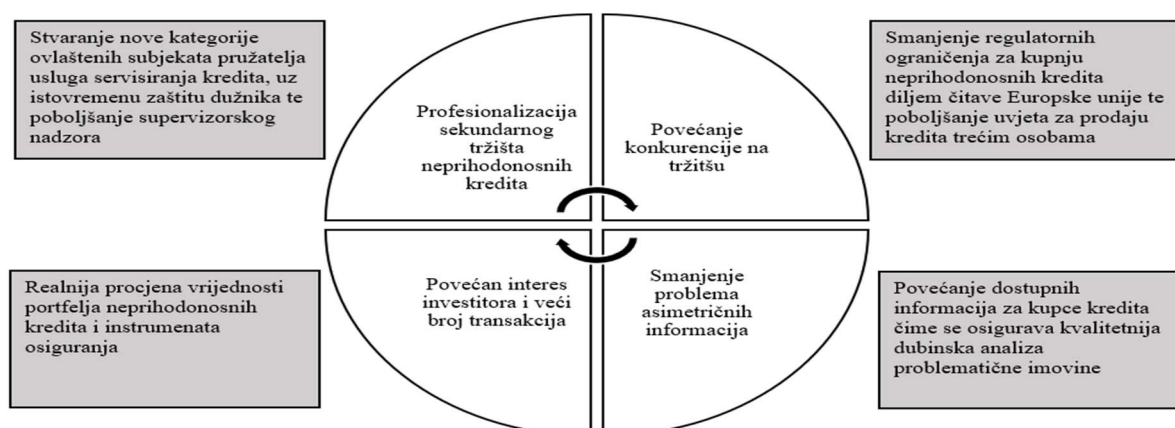 Stvaranje nove kategorije
ovlaštenih subjekata pružatelja
usluga servisiranja kredita, uz
istovremenu zaštitu dužnika te
poboljšanje supervizorskog
nadzora
Profesionalizacija
sekundarnog
tržišta
neprihodonosnih
kredita
Povećanje
konkurencije na
tržitšu
Smanjenje regulatornih
ograničenja za kupnju
neprihodonosnih kredita
diljem čitave Europske unije te
poboljšanje uvjeta za prodaju
kredita trećim osobama
Realnija procjena vrijednosti
portfelja neprihodonosnih
kredita i instrumenata
osiguranja
Povećan interes
investitora i veći
broj transakcija
Smanjenje
problema
asimetričnih
informacija
Povećanje dostupnih
informacija za kupce kredita
čime se osigurava kvalitetnija
dubinska analiza
problematične imovine